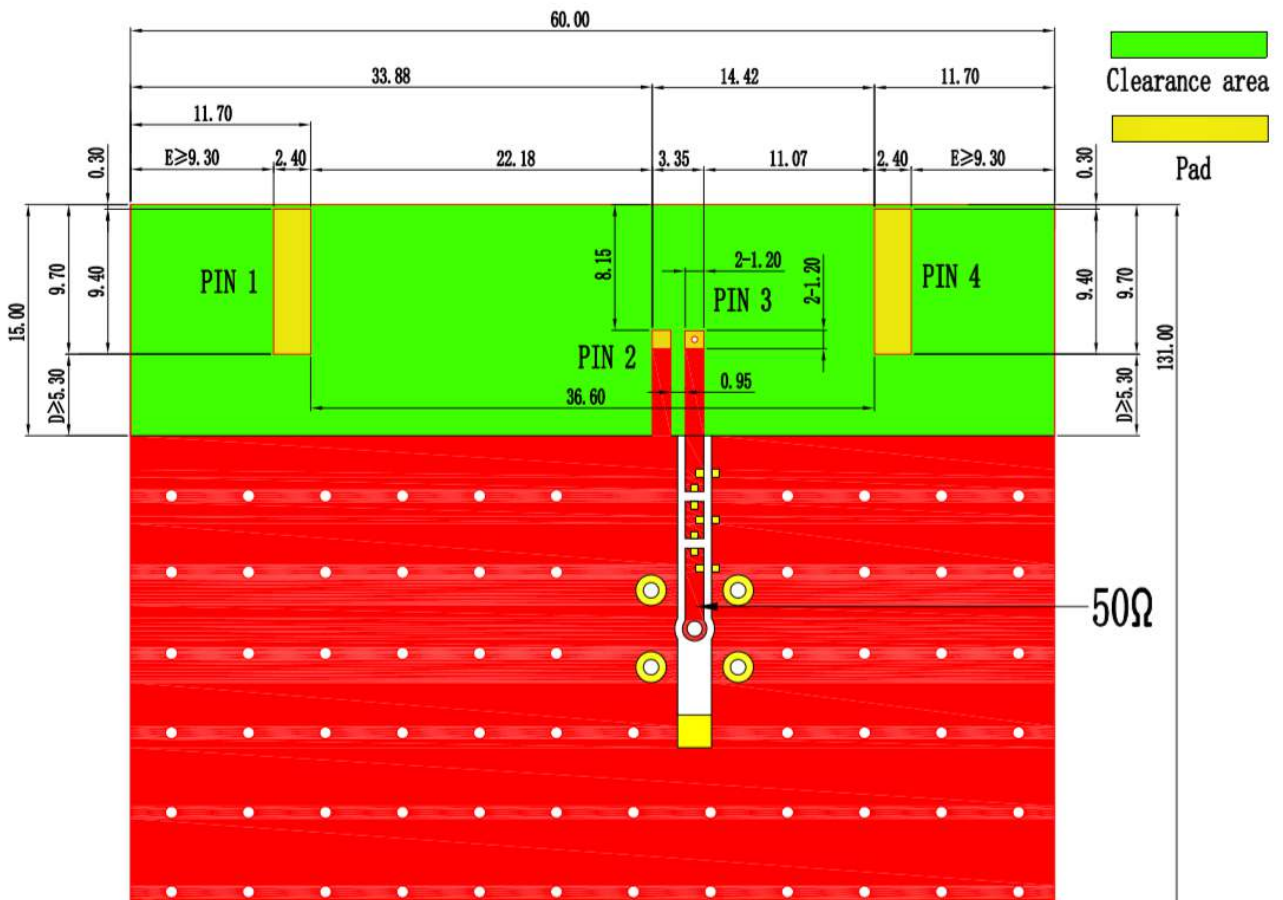 60.00
33.88
14.42
11.70
Clearance area
11.70
E≥9.30
2.40
22.18
3.35
11.07
2.40
E≥9.30
0.30
0.30
Pad
15.00
9.70
9.40
PIN 1
8.15
2-1.20
2-1.20
PIN 3
PIN 4
9.40
9.70
131.00
PIN 2
0.95
36.60
D≥5.30
D≥5.30
50Ω